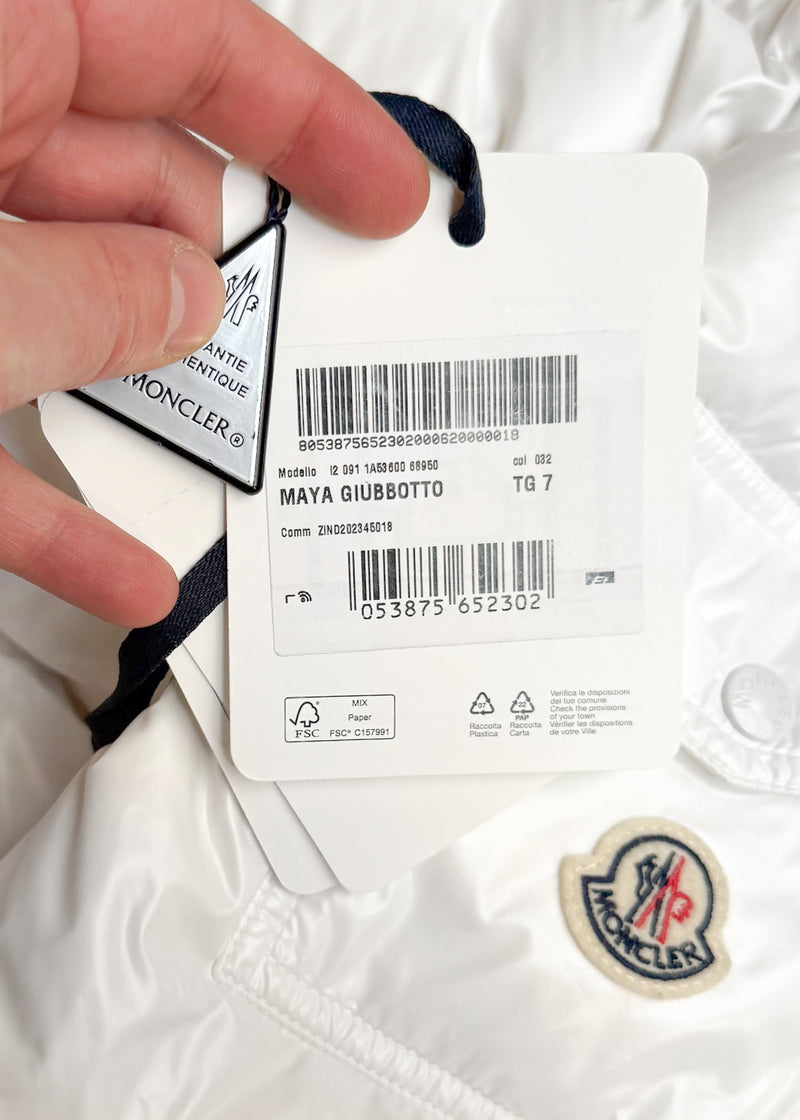 ANTIE
HENTIQUE
MONCLER®
8053875652302000620000018
Modello I2 091 1A53600 68950 col 032
MAYA GIUBBOTTO TG 7
Comm ZIND202345018
053875 652302
FSC
MIX
Paper
FSC® C157991
07
Raccolta
Plastica
22
PAP
Raccolta
Carta
Verifica le disposizioni
del tuo comune
Check the provisions
of your town
Vérifier les dispositions
de votre Ville
MONCLER